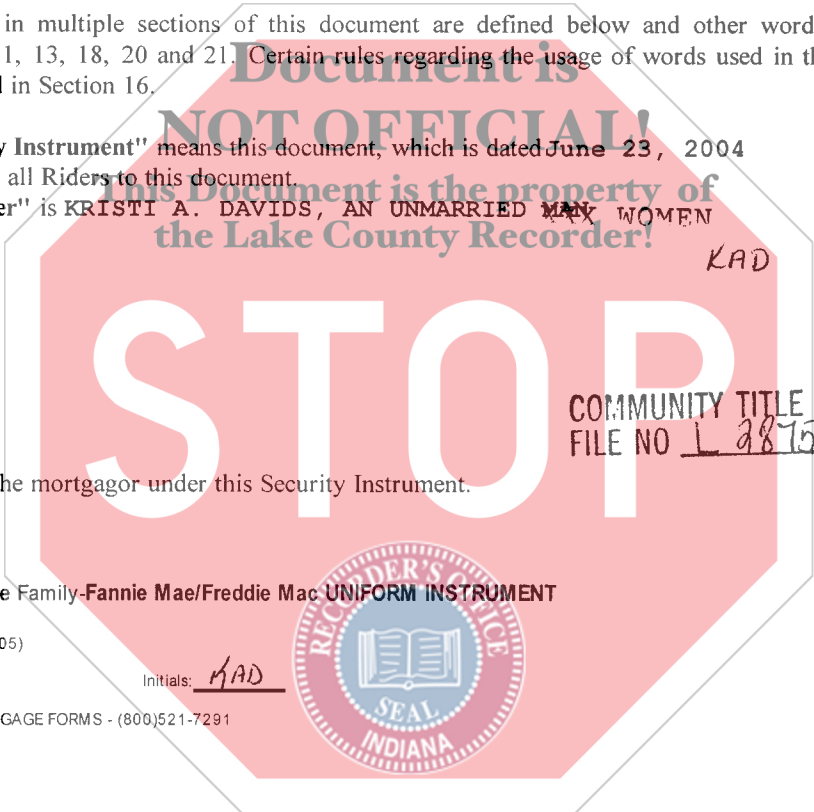 in multiple sections of this document are defined below and other word
1, 13, 18, 20 and 21. Certain rules regarding the usage of words used in th
in Section 16.
Document is
NOT OFFICIAL!
This Document is the property of
the Lake County Recorder!
y Instrument" means this document, which is dated June 23, 2004
all Riders to this document.
er" is KRISTI A. DAVIDS, AN UNMARRIED MAN WOMEN
KAD
STOP
COMMUNITY TITLE
FILE NO L 2875
he mortgagor under this Security Instrument.
e Family-Fannie Mae/Freddie Mac UNIFORM INSTRUMENT
05)
Initials: KAD
GAGE FORMS - (800)521-7291
RECORDER'S OFFICE
SEAL
INDIANA